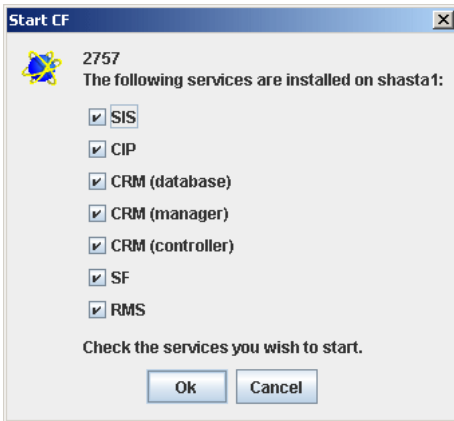 Start CF
2757
The following services are installed on shasta1:
SIS
CIP
CRM (database)
CRM (manager)
CRM (controller)
SF
RMS
Check the services you wish to start.
Ok
Cancel